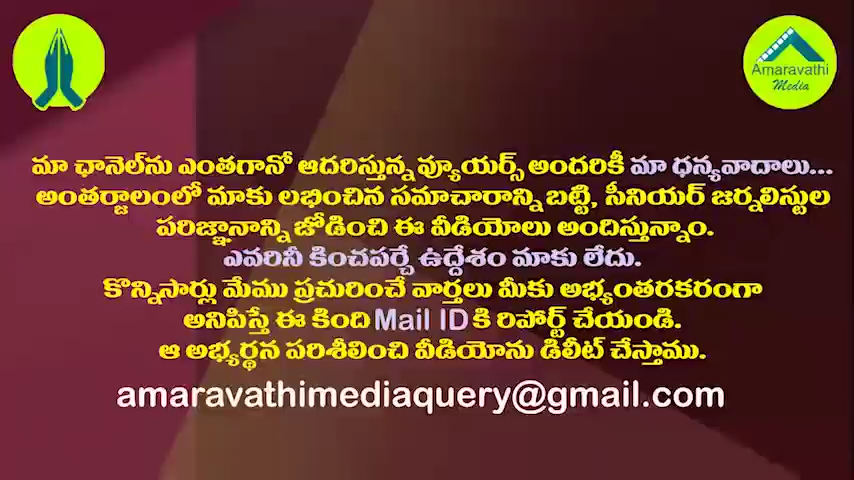 Amaravathi
Media
మా ఛానెల్‌ను ఎంతగానో ఆదరిస్తున్న వ్యూయర్స్ అందరికీ మా ధన్యవాదాలు...
అంతర్జాలంలో మాకు లభించిన సమాచారాన్ని బట్టి, సీనియర్ జర్నలిస్టుల
పరిజ్ఞానాన్ని జోడించి ఈ వీడియోలు అందిస్తున్నాం.
ఎవరినీ కించపర్చే ఉద్దేశం మాకు లేదు.
కొన్నిసార్లు మేము ప్రచురించే వార్తలు మీకు అభ్యంతరకరంగా
అనిపిస్తే ఈ కింది Mail ID కి రిపోర్ట్ చేయండి.
ఆ అభ్యర్థన పరిశీలించి వీడియోను డిలీట్ చేస్తాము.
amaravathimediaquery@gmail.com